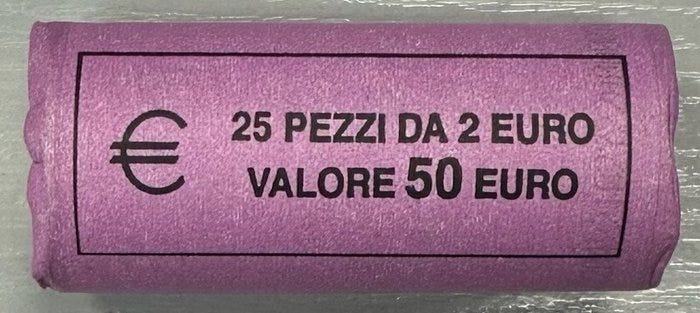 €
25 PEZZI DA 2 EURO
VALORE 50 EURO